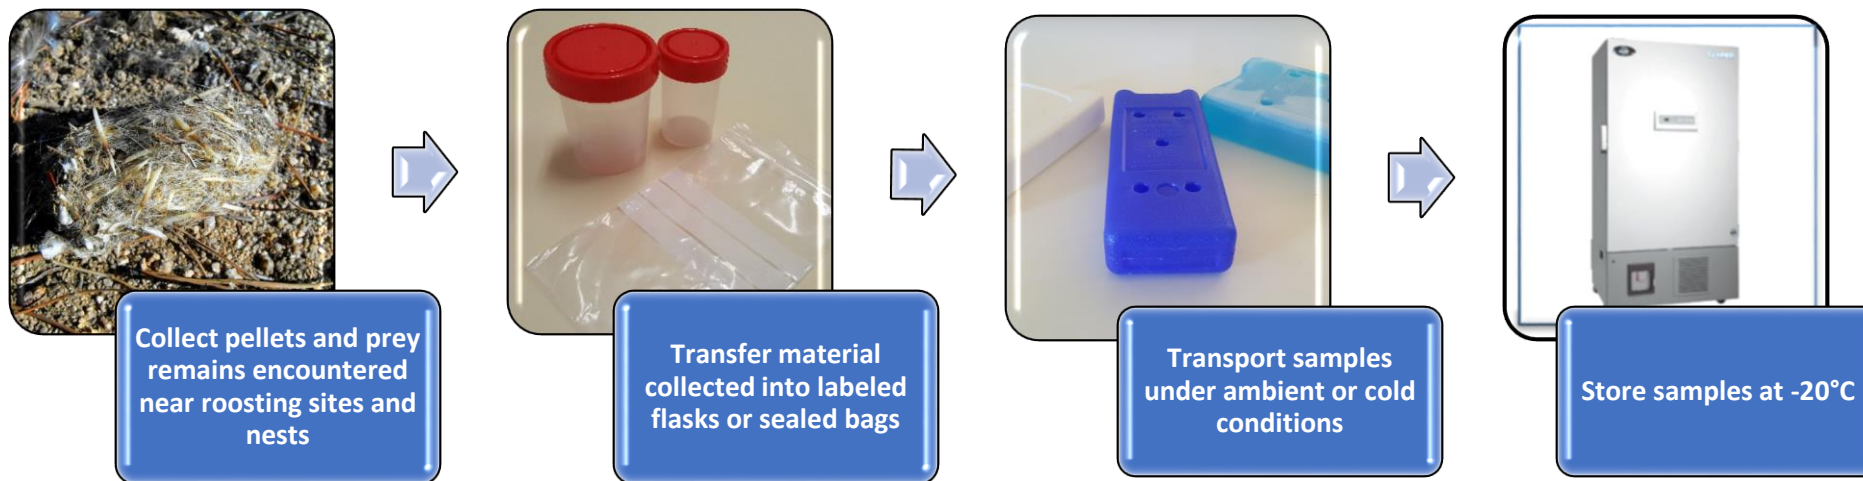 Collect pellets and prey
remains encountered
near roosting sites and
nests
Transfer material
collected into labeled
flasks or sealed bags
Transport samples
under ambient or cold
conditions
Store samples at -20°C